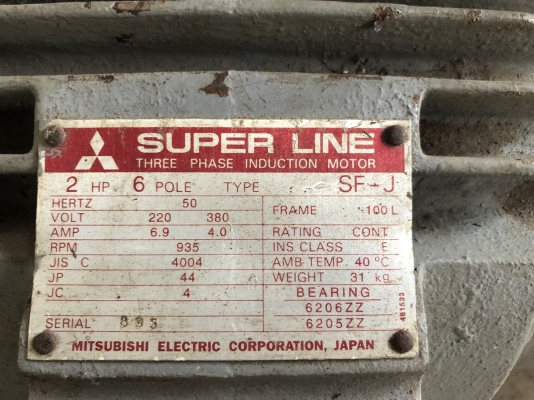 SUPER LINE
THREE PHASE INDUCTION MOTOR
2 HP 6 POLE TYPE SF-J
HERTZ 50
VOLT 220 380
AMP 6.9 4.0
RPM 935
JIS C 4004
JP 44
JC 4
SERIAL 893
FRAME 100L
RATING CONT
INS CLASS E
AMB TEMP. 40°C
WEIGHT 31 kg
BEARING
6206ZZ
6205ZZ
481533
MITSUBISHI ELECTRIC CORPORATION, JAPAN